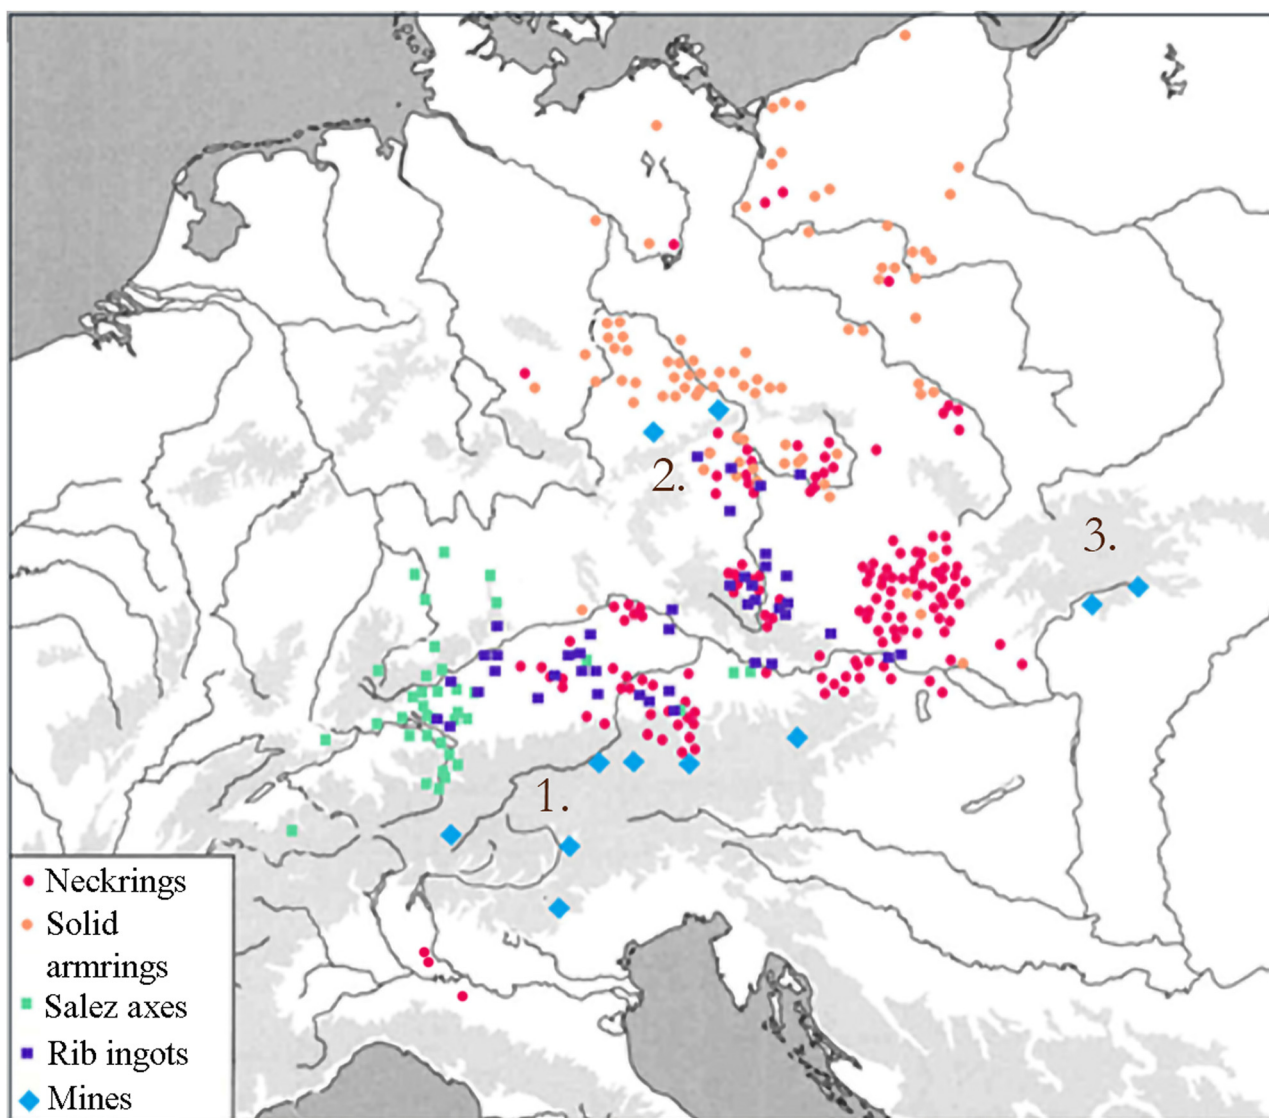 2.
3.
1.
Neckrings
Solid
armrings
Salez axes
Rib ingots
Mines